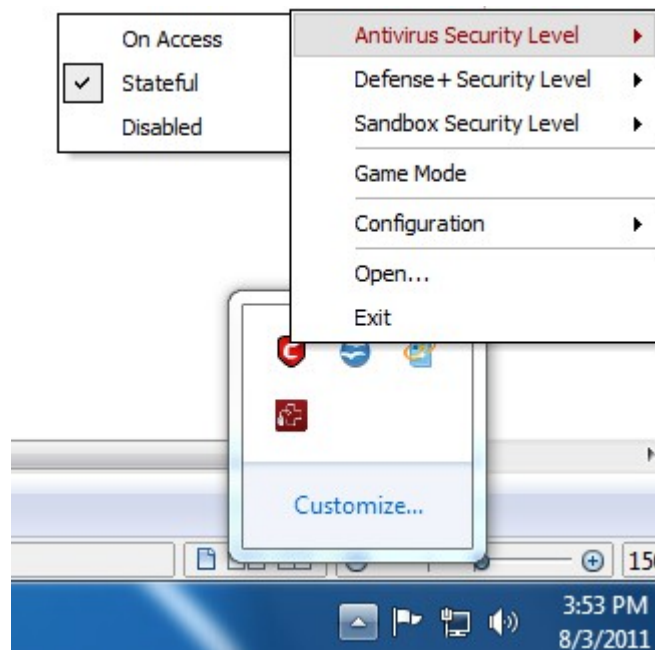 On Access
Stateful
Disabled
Antivirus Security Level
Defense+ Security Level
Sandbox Security Level
Game Mode
Configuration
Open...
Exit
Customize...
3:53 PM
8/3/2011